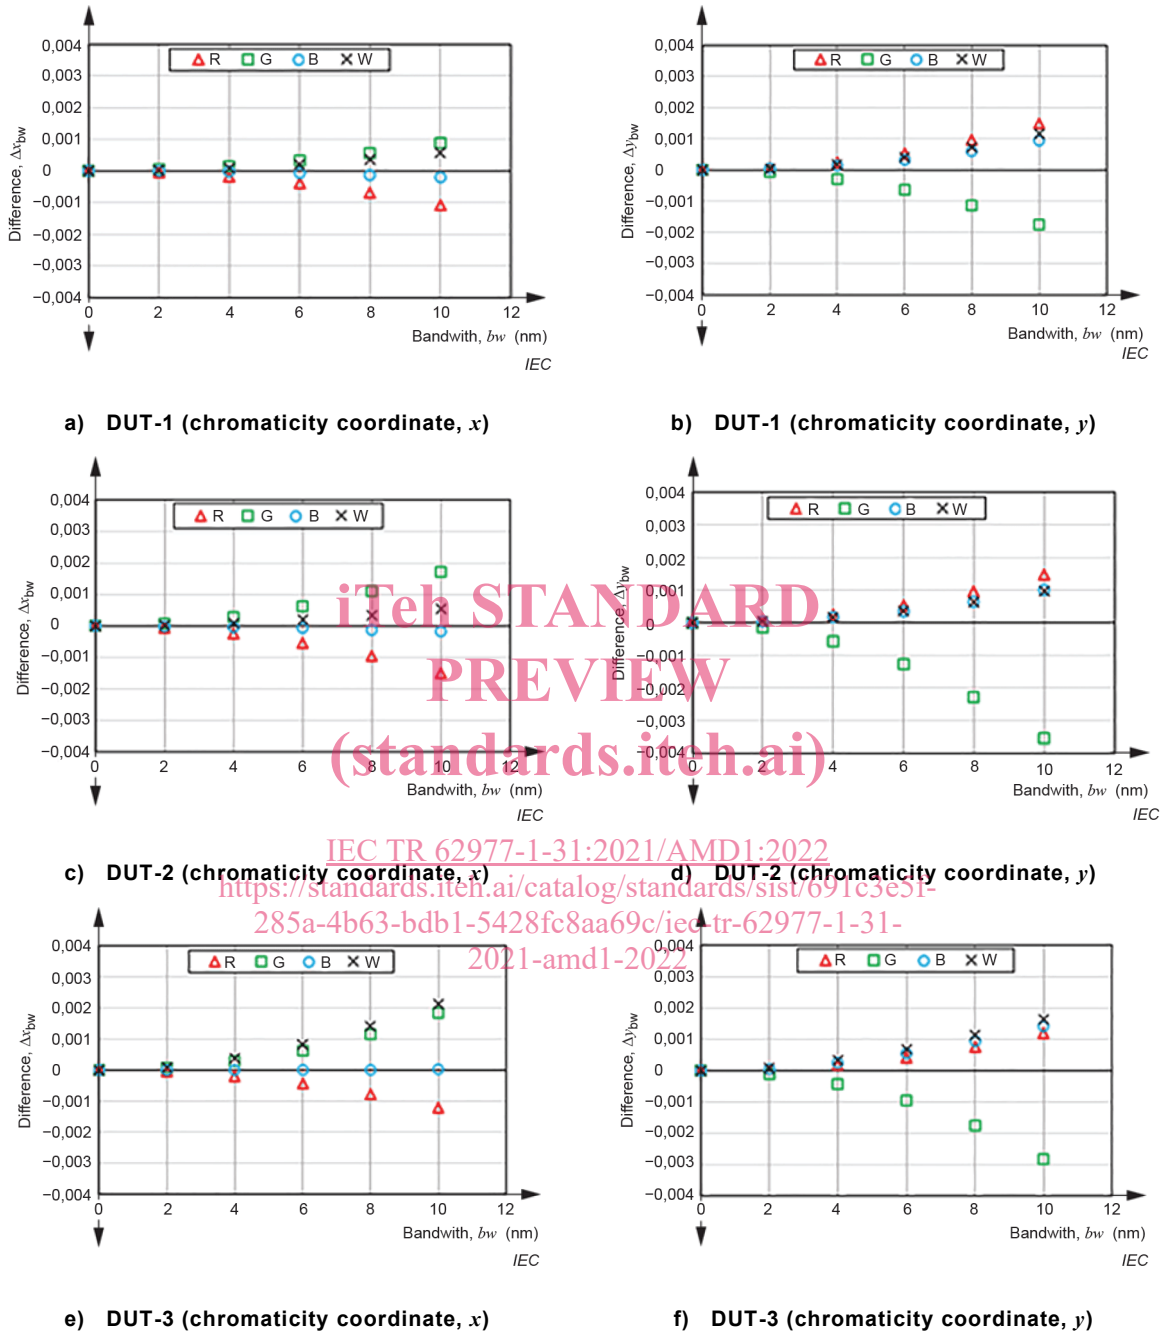 0,004
0,003
0,002
0,001
0
−0,001
−0,002
−0,003
−0,004
Difference, Δx_bw
R G B W
0 2 4 6 8 10 12
Bandwith, bw (nm)
IEC
a) DUT-1 (chromaticity coordinate, x)
0,004
0,003
0,002
0,001
0
−0,001
−0,002
−0,003
−0,004
Difference, Δy_bw
R G B W
0 2 4 6 8 10 12
Bandwith, bw (nm)
IEC
b) DUT-1 (chromaticity coordinate, y)
0,004
0,003
0,002
0,001
0
−0,001
−0,002
−0,003
−0,004
Difference, Δx_bw
R G B W
0 2 4 6 8 10 12
Bandwith, bw (nm)
IEC
c) DUT-2 (chromaticity coordinate, x)
0,004
0,003
0,002
0,001
0
−0,001
−0,002
−0,003
−0,004
Difference, Δy_bw
R G B W
0 2 4 6 8 10 12
Bandwith, bw (nm)
IEC
d) DUT-2 (chromaticity coordinate, y)
iTeh STANDARD
PREVIEW
(standards.iteh.ai)
IEC TR 62977-1-31:2021/AMD1:2022
https://standards.iteh.ai/catalog/standards/sist/691c3e5f-
285a-4b63-bdb1-5428fc8aa69c/iec-tr-62977-1-31-
2021-amd1-2022
0,004
0,003
0,002
0,001
0
−0,001
−0,002
−0,003
−0,004
Difference, Δx_bw
R G B W
0 2 4 6 8 10 12
Bandwith, bw (nm)
IEC
e) DUT-3 (chromaticity coordinate, x)
0,004
0,003
0,002
0,001
0
−0,001
−0,002
−0,003
−0,004
Difference, Δy_bw
R G B W
0 2 4 6 8 10 12
Bandwith, bw (nm)
IEC
f) DUT-3 (chromaticity coordinate, y)